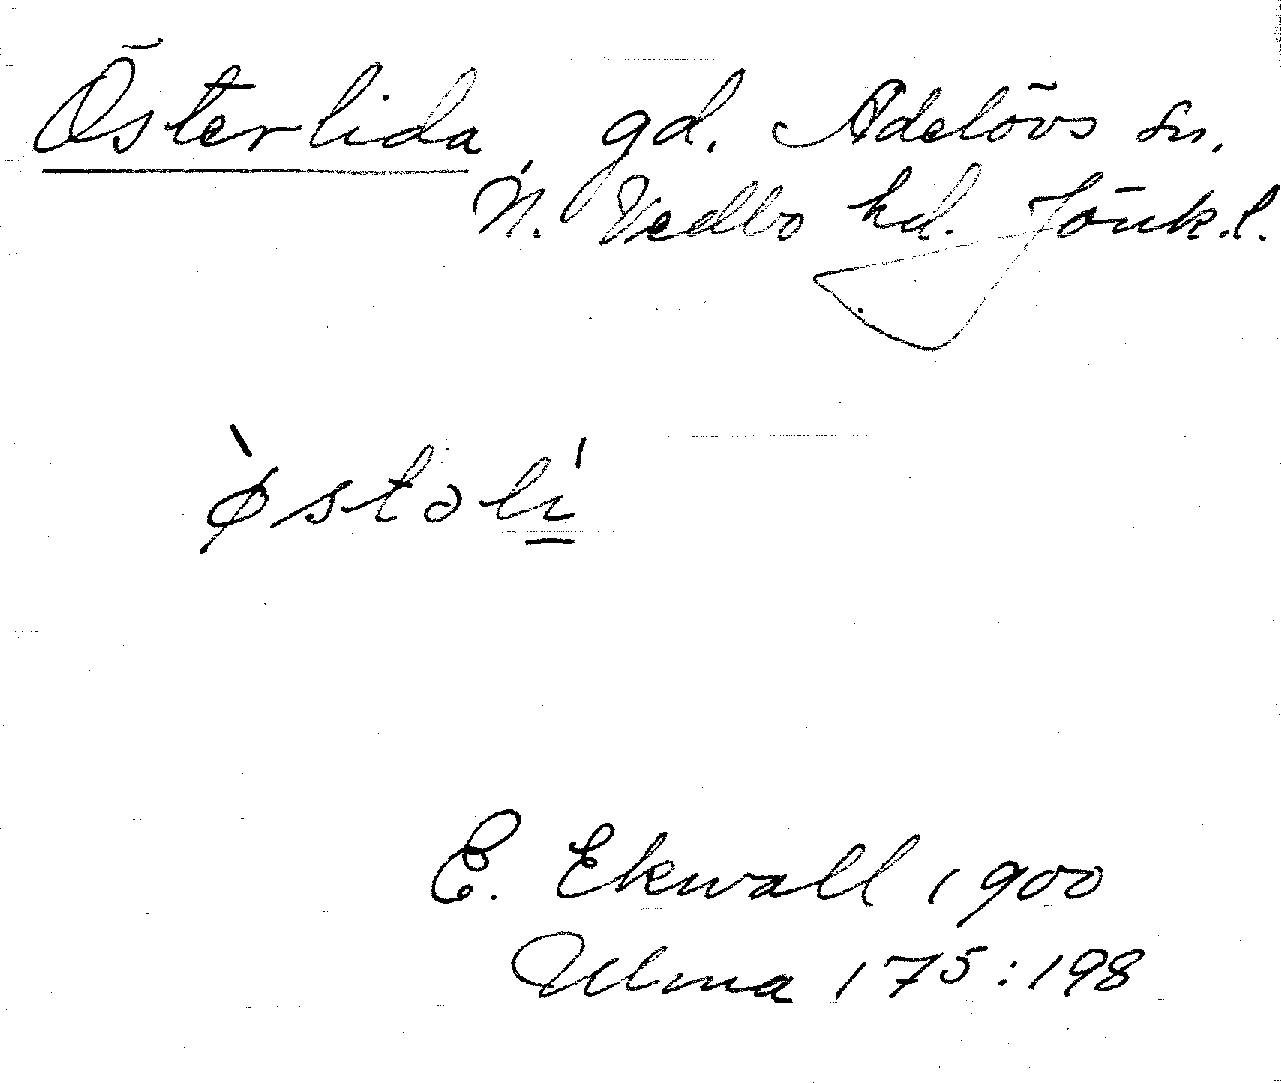 Österlida, gd. Adelövs sn.
N. Vedbo hd. Jönk.l.
ø̀stəlí̱
E. Ekwall 1900
Ulma 175:198